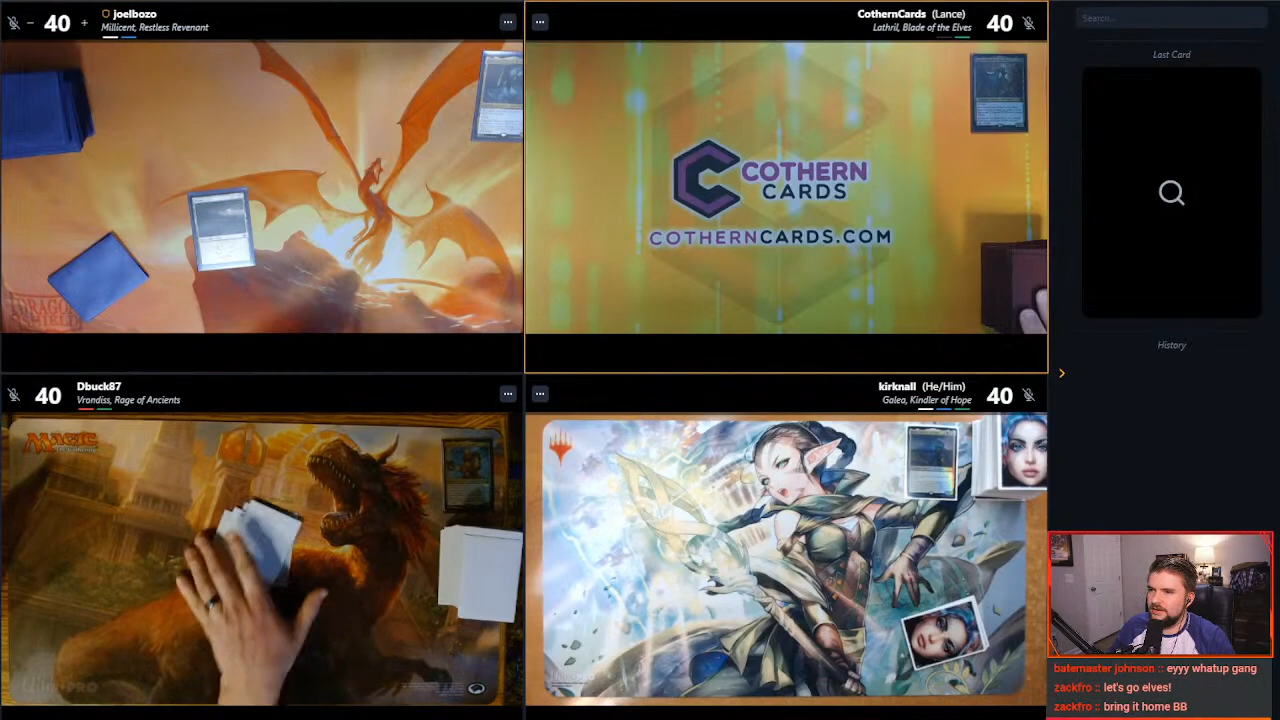 40
joelbozo
Millicent, Restless Revenant
CothernCards (Lance)
Lathril, Blade of the Elves
40
Search...
Last Card
COTHERN
CARDS
COTHERNCARDS.COM
DRAGON
SHIELD
History
40
Dbuck87
Vrondiss, Rage of Ancients
kirknall (He/Him)
Galea, Kindler of Hope
40
MAGIC
batemaster johnson :: eyyy whatup gang
zackfro :: let's go elves!
zackfro :: bring it home BB